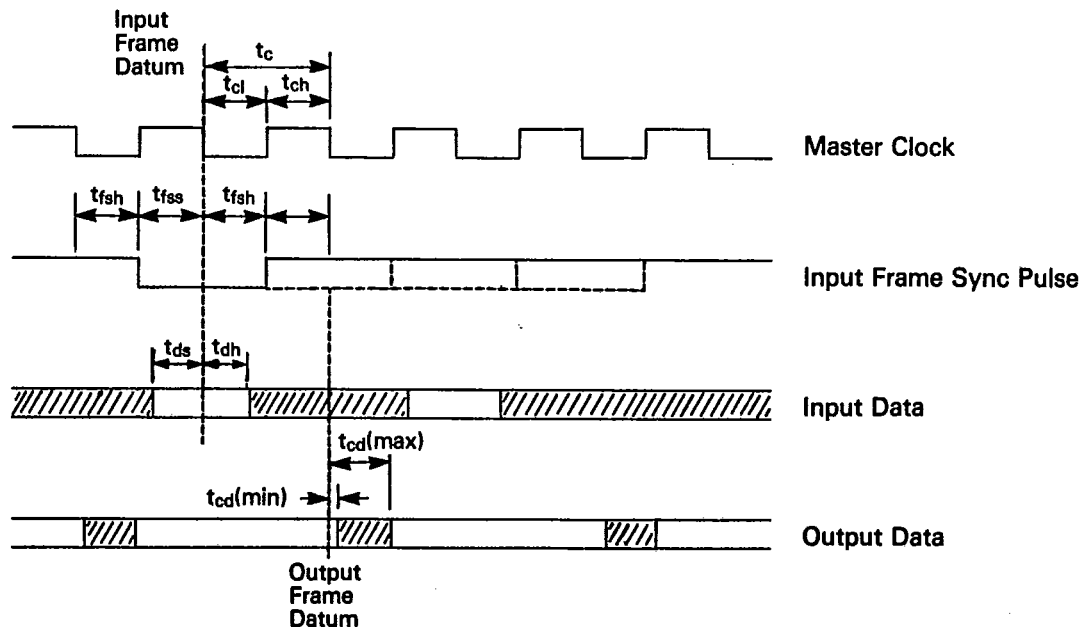 Input
Frame
Datum
tc
tcl
tch
Master Clock
tfsh
tfss
tfsh
Input Frame Sync Pulse
tds
tdh
Input Data
tcd(max)
tcd(min)
Output Data
Output
Frame
Datum